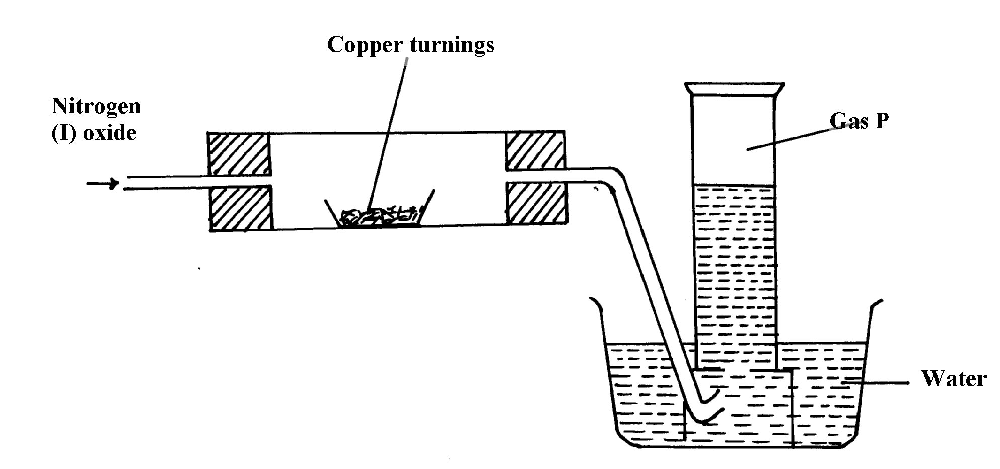 Copper turnings
Nitrogen
(I) oxide
Gas P
Water